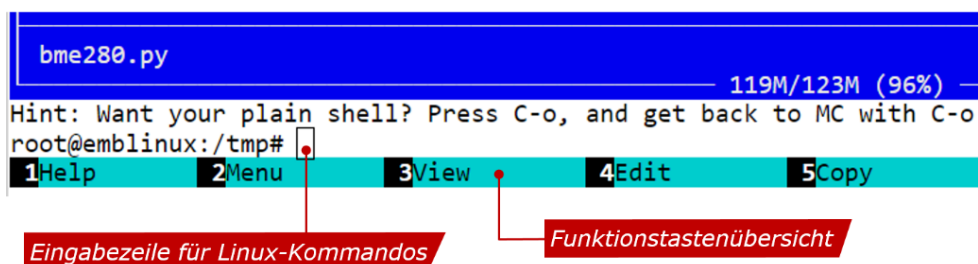 bme280.py
119M/123M (96%)
Hint: Want your plain shell? Press C-o, and get back to MC with C-o
root@emblinux:/tmp#
1Help 2Menu 3View 4Edit 5Copy
Eingabezeile für Linux-Kommandos
Funktionstastenübersicht